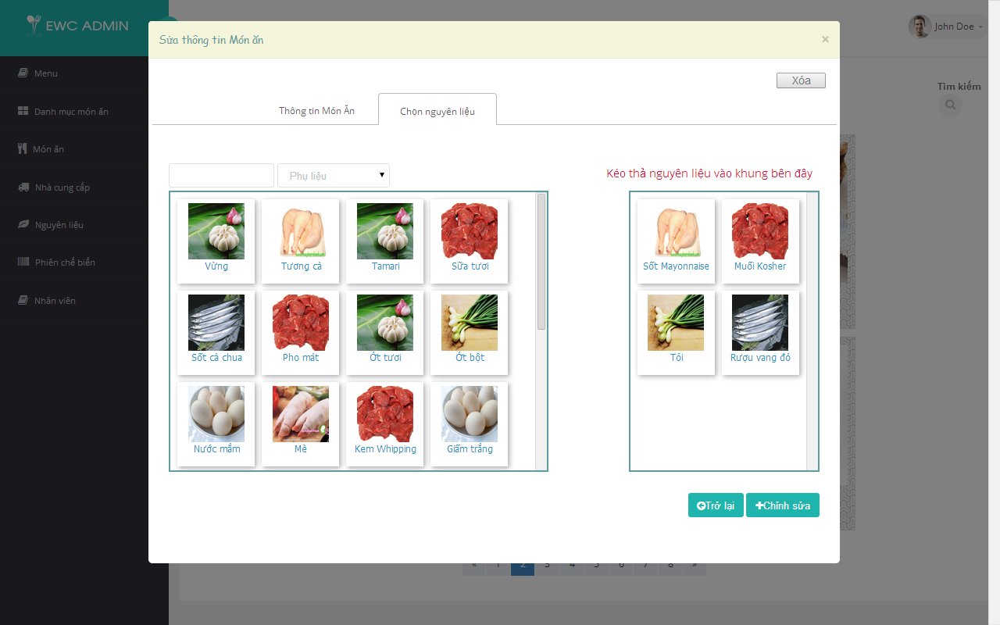 EWC ADMIN
John Doe
Menu
Danh mục món ăn
Món ăn
Nhà cung cấp
Nguyên liệu
Phiên chế biến
Nhân viên
Tìm kiếm
Sửa thông tin Món ăn
×
Xóa
Thông tin Món Ăn
Chọn nguyên liệu
Phụ liệu
Kéo thả nguyên liệu vào khung bên đây
Vừng
Tương cà
Tamari
Sữa tươi
Sốt cà chua
Pho mát
Ớt tươi
Ớt bột
Nước mắm
Mè
Kem Whipping
Giấm trắng
Sốt Mayonnaise
Muối Kosher
Tỏi
Rượu vang đỏ
Trở lại
Chỉnh sửa
« 1 2 3 4 5 6 7 8 »